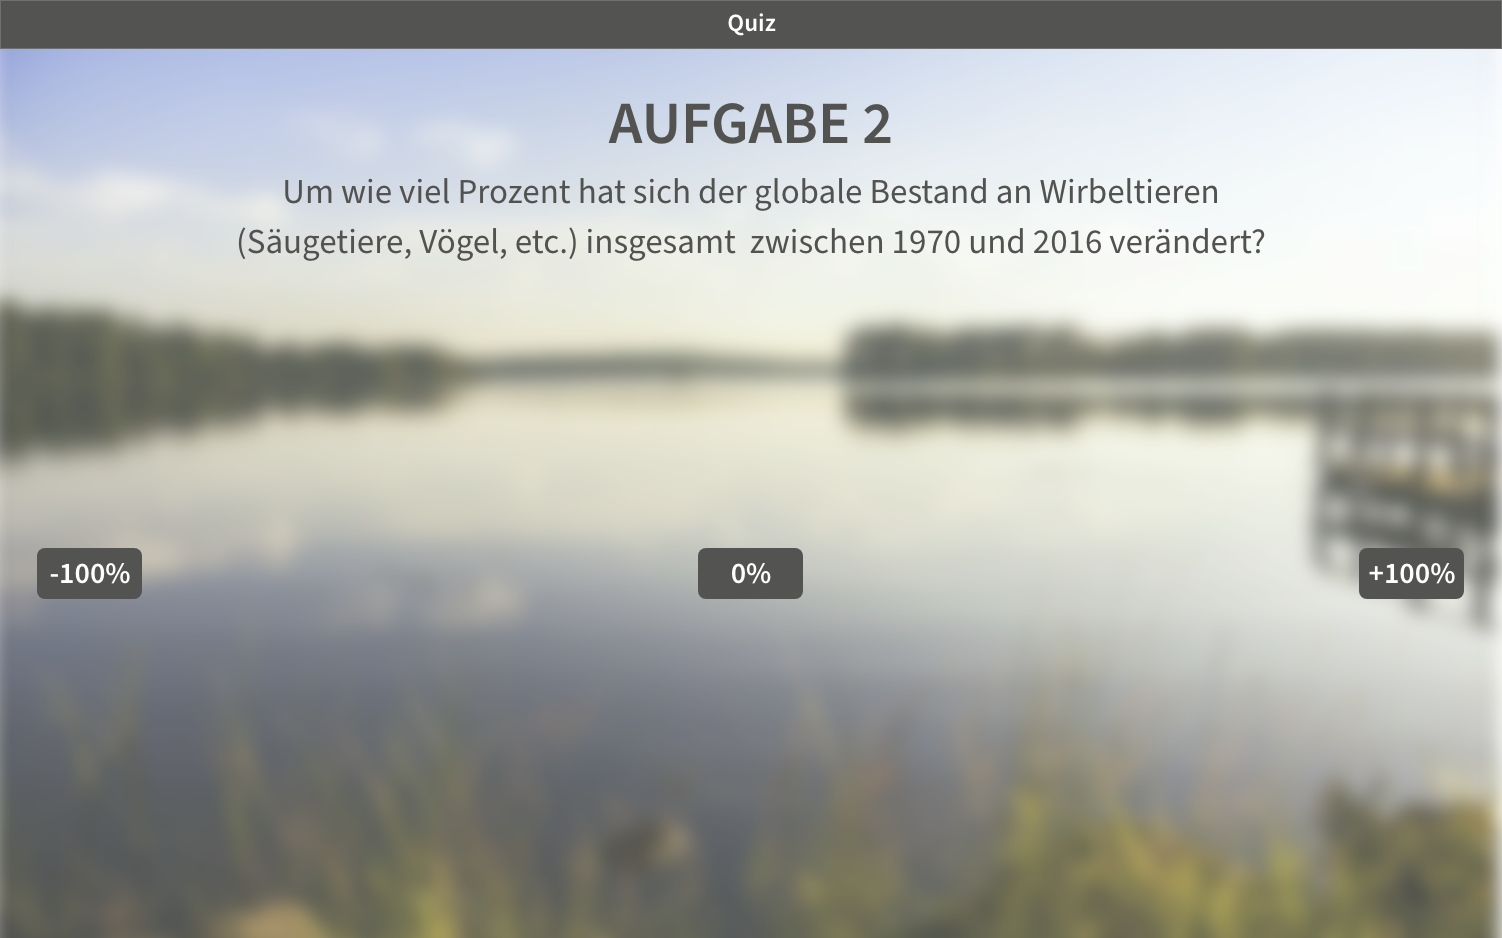 Quiz
AUFGABE 2
Um wie viel Prozent hat sich der globale Bestand an Wirbeltieren
(Säugetiere, Vögel, etc.) insgesamt  zwischen 1970 und 2016 verändert?
-100%
0%
+100%